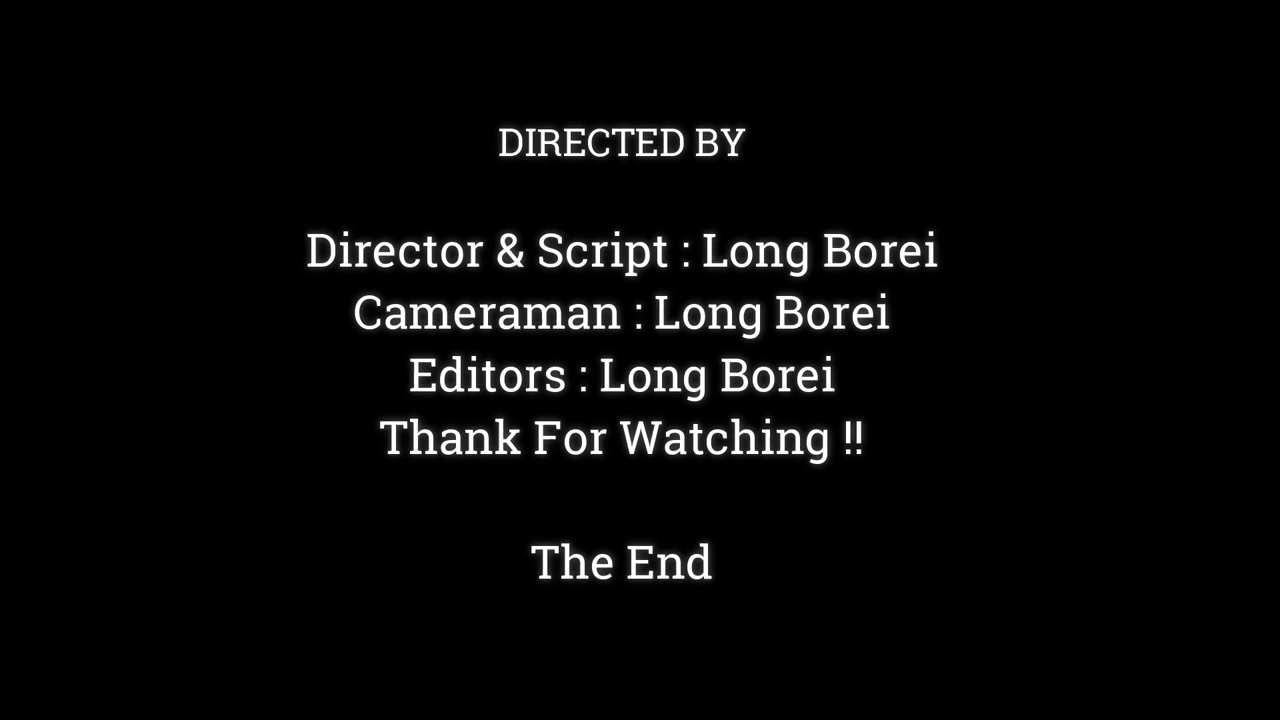 DIRECTED BY
Director & Script : Long Borei
Cameraman : Long Borei
Editors : Long Borei
Thank For Watching !!
The End